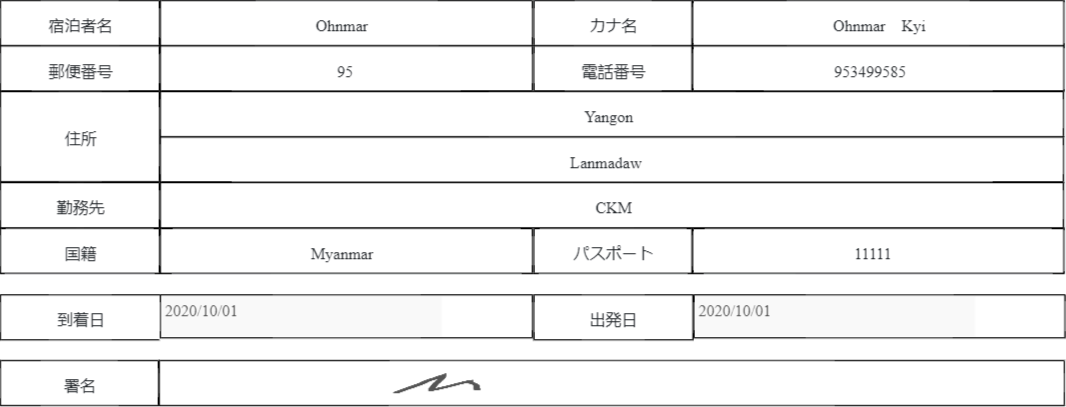 宿泊者名 Ohnmar カナ名 Ohnmar　Kyi
郵便番号 95 電話番号 953499585
住所 Yangon
Lanmadaw
勤務先 CKM
国籍 Myanmar パスポート 11111
到着日 2020/10/01 出発日 2020/10/01
署名